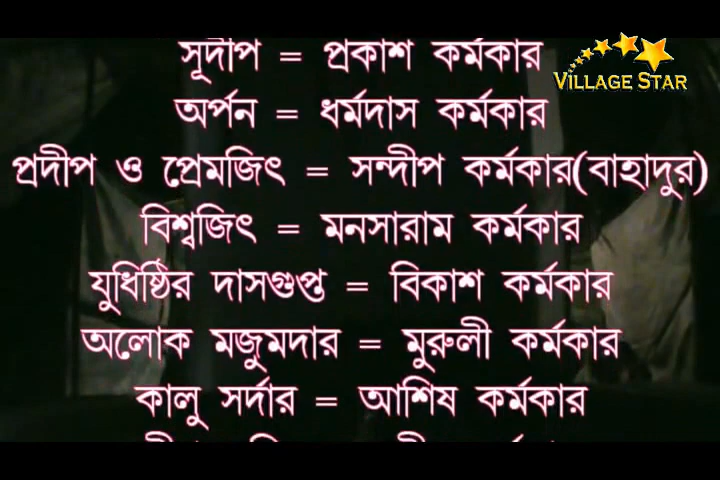 সূদীপ = প্রকাশ কর্মকার
VILLAGE STAR
অর্পন = ধর্মদাস কর্মকার
প্রদীপ ও প্রেমজিৎ = সন্দীপ কর্মকার(বাহাদুর)
বিশ্বজিৎ = মনসারাম কর্মকার
যুধিষ্ঠির দাসগুপ্ত = বিকাশ কর্মকার
অলোক মজুমদার = মুরুলী কর্মকার
কালু সর্দার = আশিষ কর্মকার